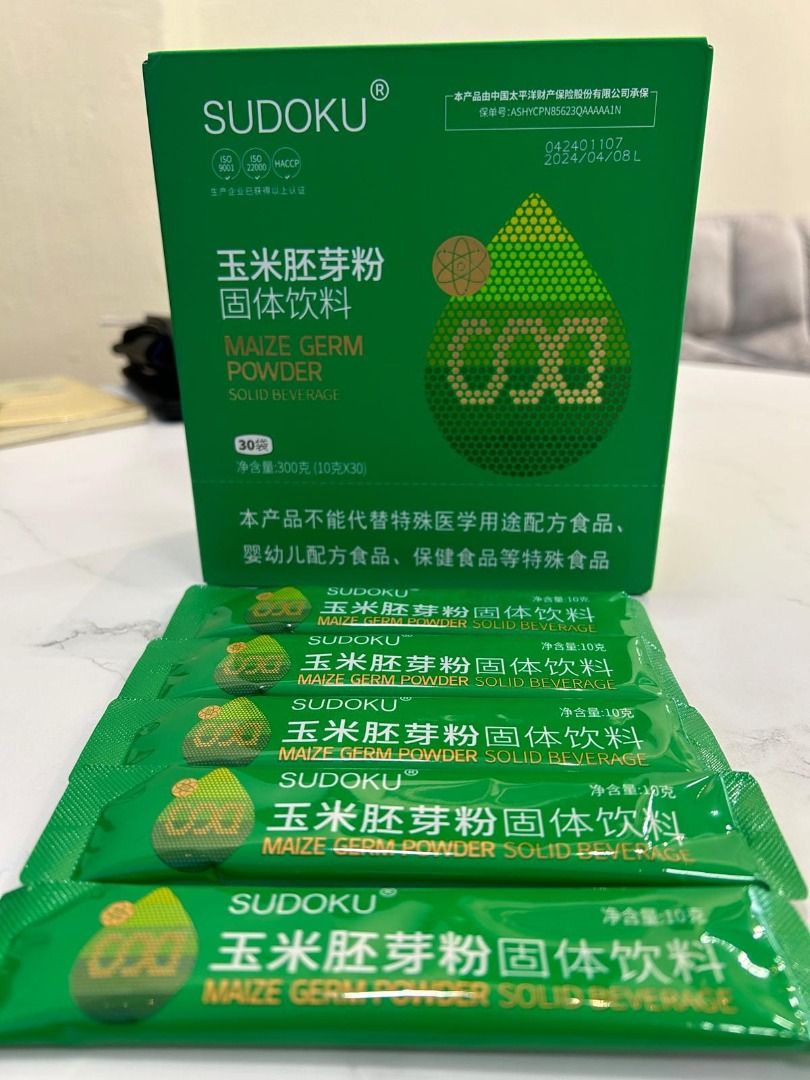 SUDOKU®
本产品由中国太平洋财产保险股份有限公司承保
保单号:ASHYCPN85623QAAAAA1N
042401107
2024/04/08L
ISO 9001
ISO 22000
HACCP
生产企业已获得以上认证
玉米胚芽粉
固体饮料
MAIZE GERM
POWDER
SOLID BEVERAGE
30袋
净含量:300克 (10克X30)
本产品不能代替特殊医学用途配方食品、
婴幼儿配方食品、保健食品等特殊食品
SUDOKU 净含量:10克
玉米胚芽粉固体饮料
MAIZE GERM POWDER SOLID BEVERAGE
SUDOKU 净含量:10克
玉米胚芽粉固体饮料
MAIZE GERM POWDER SOLID BEVERAGE
SUDOKU® 净含量:10克
玉米胚芽粉固体饮料
MAIZE GERM POWDER SOLID BEVERAGE
SUDOKU® 净含量:10克
玉米胚芽粉固体饮料
MAIZE GERM POWDER SOLID BEVERAGE
SUDOKU® 净含量:10克
玉米胚芽粉固体饮料
MAIZE GERM POWDER SOLID BEVERAGE